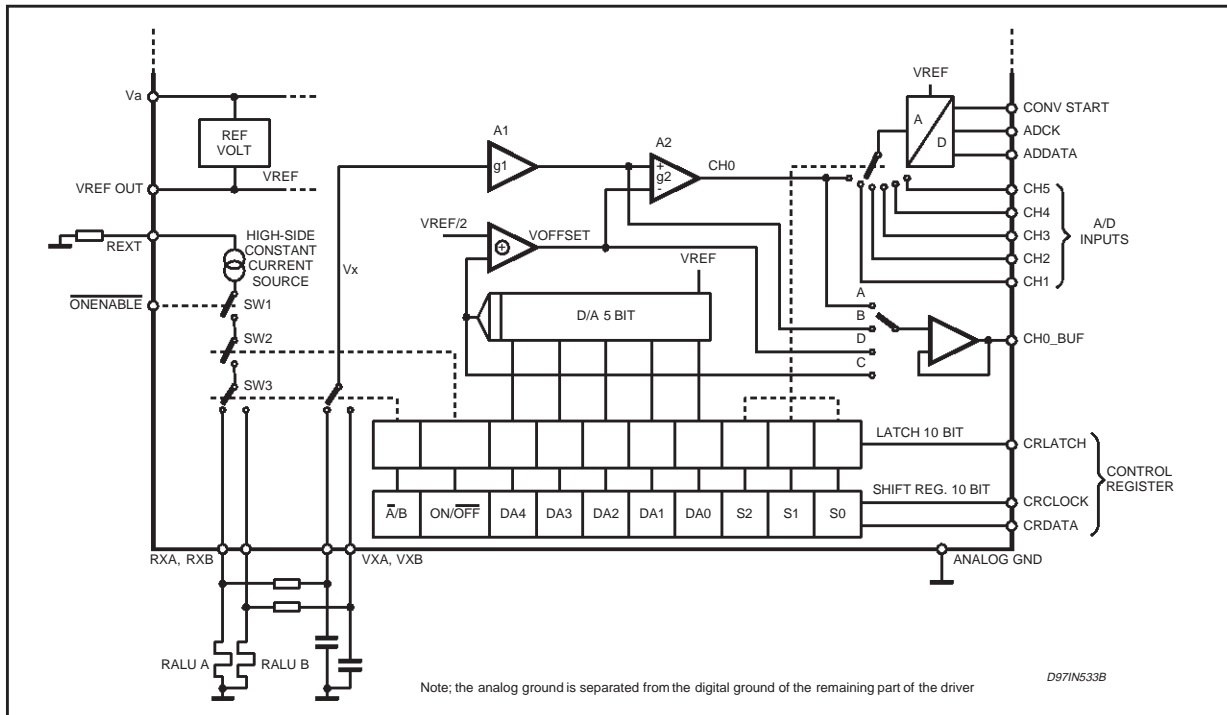 Va
REF
VOLT
VREF
VREF OUT
REXT
HIGH-SIDE
CONSTANT
CURRENT
SOURCE
ONENABLE
SW1
SW2
SW3
Vx
A1
g1
A2
+
g2
-
CH0
VREF/2
VOFFSET
VREF
D/A 5 BIT
VREF
A
D
CONV START
ADCK
ADDATA
CH5
CH4
CH3
CH2
CH1
A/D
INPUTS
A
B
D
C
CH0_BUF
LATCH 10 BIT
CRLATCH
SHIFT REG. 10 BIT
CRCLOCK
CRDATA
CONTROL
REGISTER
A̅/B ON/O̅F̅F̅ DA4 DA3 DA2 DA1 DA0 S2 S1 S0
RXA, RXB
VXA, VXB
ANALOG GND
RALU A
RALU B
Note; the analog ground is separated from the digital ground of the remaining part of the driver
D97IN533B